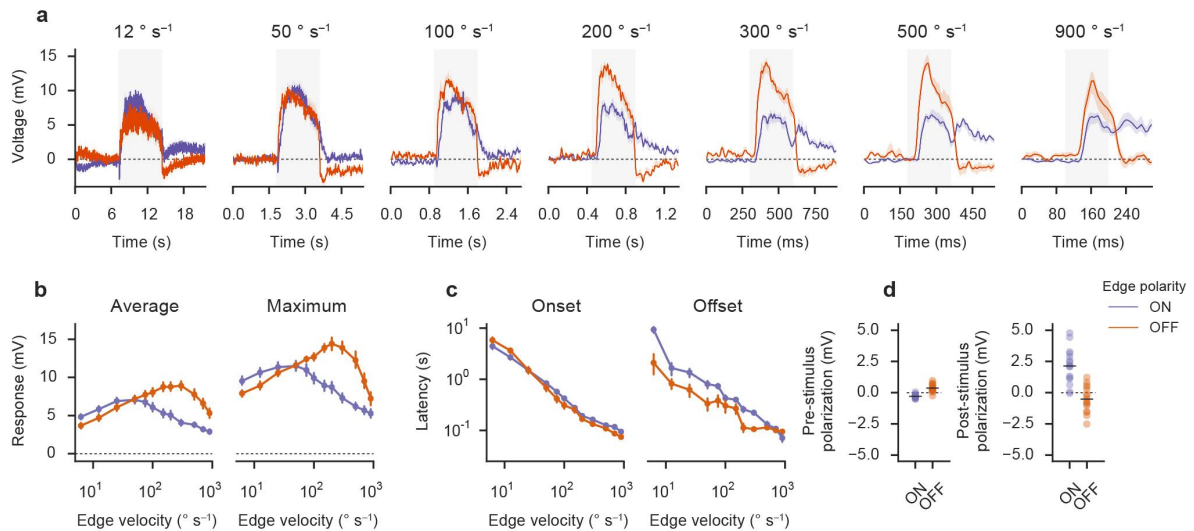 a
12 ° s⁻¹
50 ° s⁻¹
100 ° s⁻¹
200 ° s⁻¹
300 ° s⁻¹
500 ° s⁻¹
900 ° s⁻¹
Voltage (mV)
15
10
5
0
0 6 12 18
0.0 1.5 3.0 4.5
0.0 0.8 1.6 2.4
0.0 0.4 0.8 1.2
0 250 500 750
0 150 300 450
0 80 160 240
Time (s)
Time (s)
Time (s)
Time (s)
Time (ms)
Time (ms)
Time (ms)
b
Average
Maximum
Response (mV)
15
10
5
0
10¹ 10² 10³
10¹ 10² 10³
Edge velocity (° s⁻¹)
Edge velocity (° s⁻¹)
c
Onset
Offset
Latency (s)
10¹
10⁰
10⁻¹
10¹ 10² 10³
10¹ 10² 10³
Edge velocity (° s⁻¹)
Edge velocity (° s⁻¹)
d
Edge polarity
ON
OFF
Pre-stimulus
polarization (mV)
5.0
2.5
0.0
−2.5
−5.0
ON
OFF
Post-stimulus
polarization (mV)
5.0
2.5
0.0
−2.5
−5.0
ON
OFF